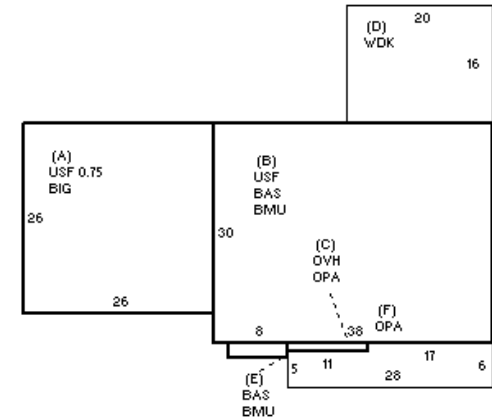 20
(D)
WDK
16
(A)
USF 0.75
BIG
26
26
(B)
USF
BAS
BMU
30
(C)
OVH
OPA
8
38
(F)
OPA
5
11
17
6
28
(E)
BAS
BMU